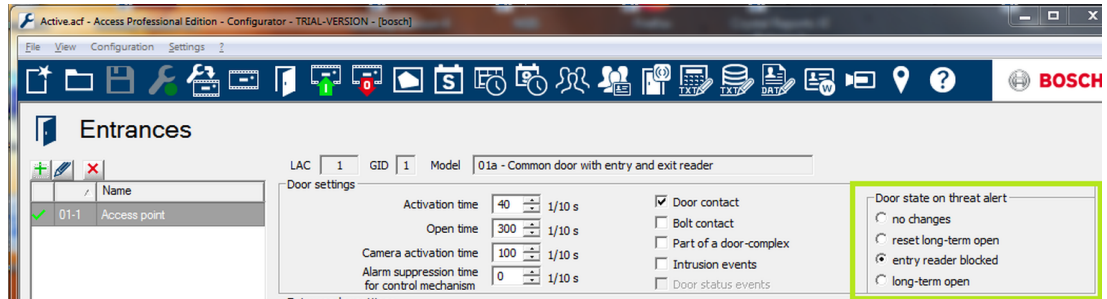 Active.acf - Access Professional Edition - Configurator - TRIAL-VERSION - [bosch]
File View Configuration Settings ?
S TXT TXT DAT W ? BOSCH
Entrances
LAC 1 GID 1 Model 01a - Common door with entry and exit reader
/ Name
01-1 Access point
Door settings
Activation time 40 1/10 s
Open time 300 1/10 s
Camera activation time 100 1/10 s
Alarm suppression time
for control mechanism 0 1/10 s
Door contact
Bolt contact
Part of a door-complex
Intrusion events
Door status events
Door state on threat alert
no changes
reset long-term open
entry reader blocked
long-term open